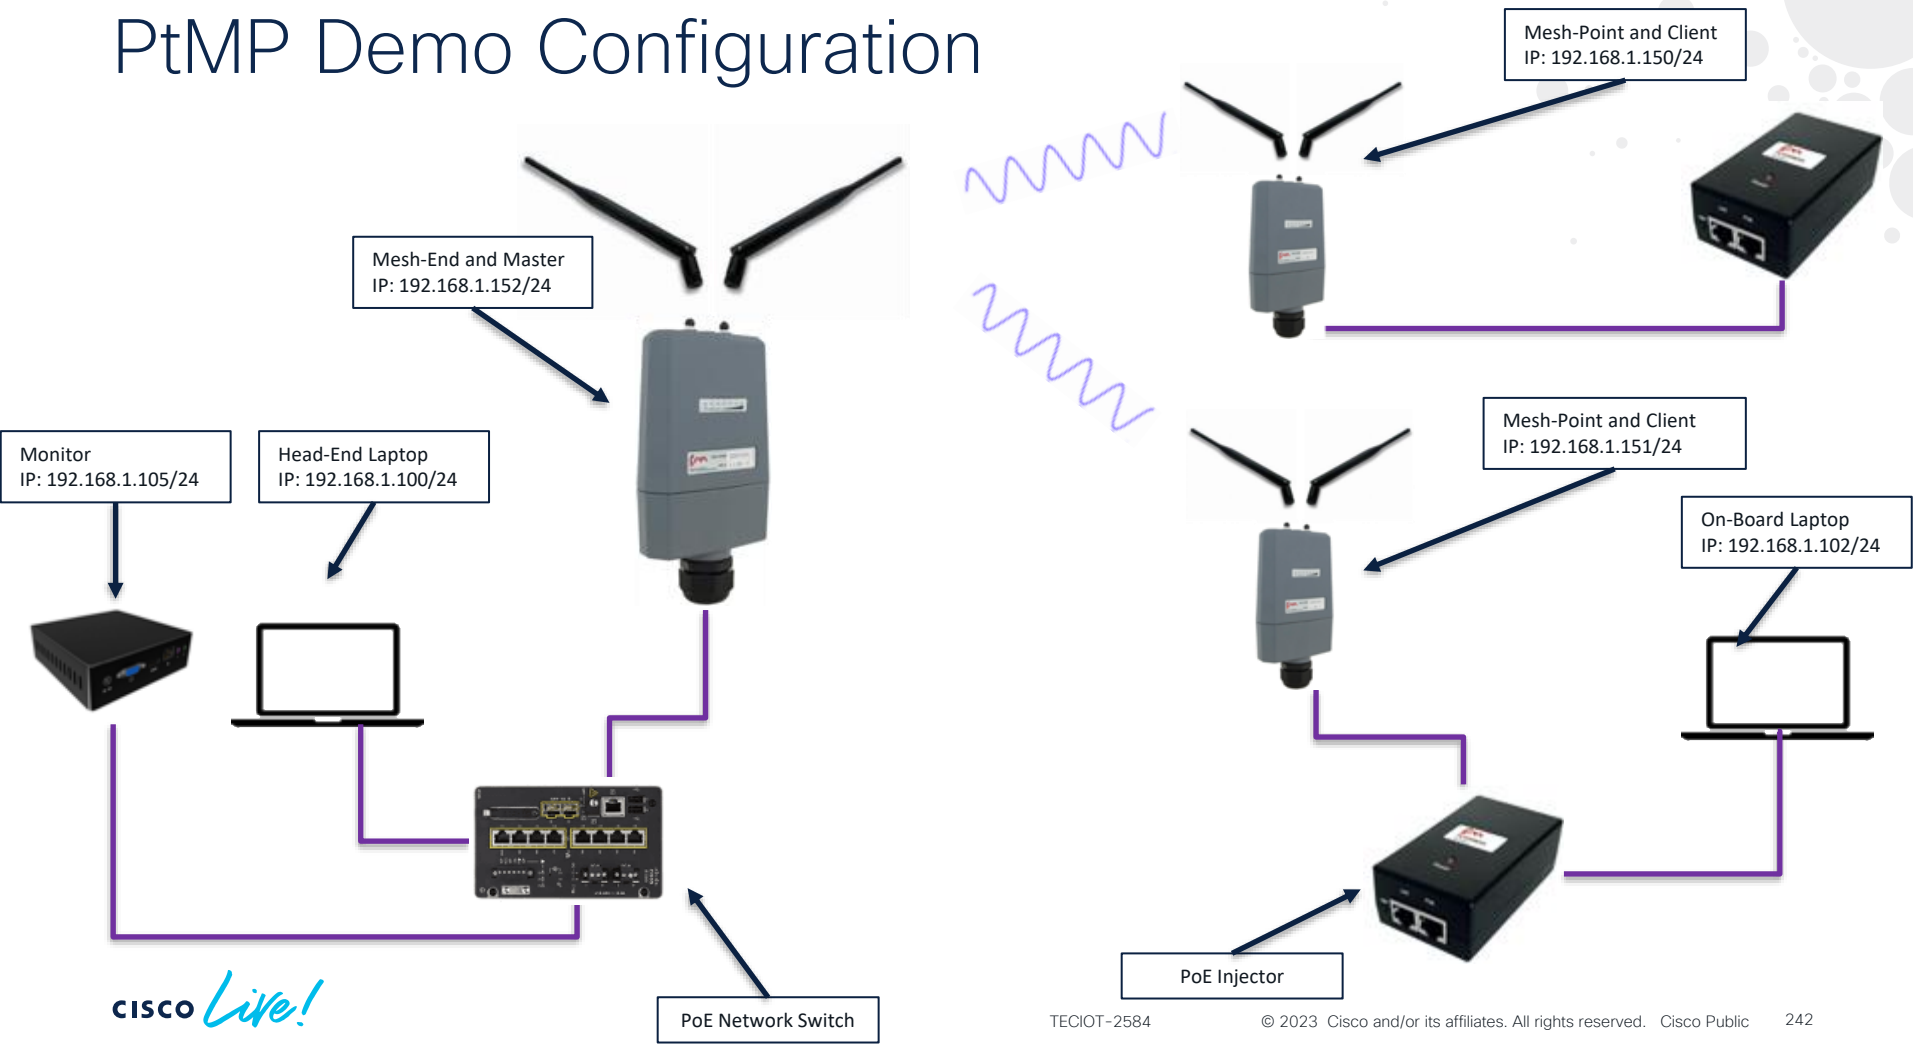 PtMP Demo Configuration
Mesh-Point and Client
IP: 192.168.1.150/24
Mesh-End and Master
IP: 192.168.1.152/24
Monitor
IP: 192.168.1.105/24
Head-End Laptop
IP: 192.168.1.100/24
Mesh-Point and Client
IP: 192.168.1.151/24
On-Board Laptop
IP: 192.168.1.102/24
PoE Injector
PoE Network Switch
CISCO Live!
TECIOT-2584
© 2023 Cisco and/or its affiliates. All rights reserved. Cisco Public
242